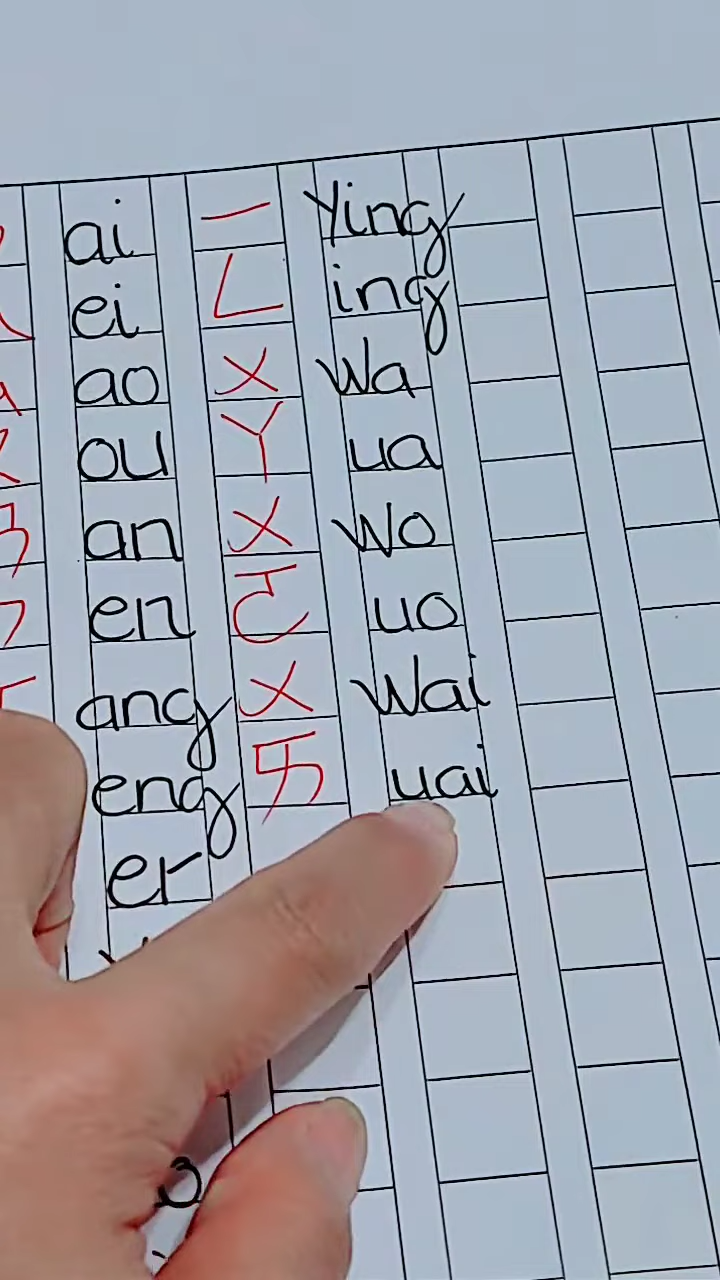 ai ㄧ Ying
ei ㄥ ing
ao ㄨ Wa
ou ㄚ ua
an ㄨ Wo
en ㄛ uo
ang ㄨ Wai
eng ㄞ uai
er